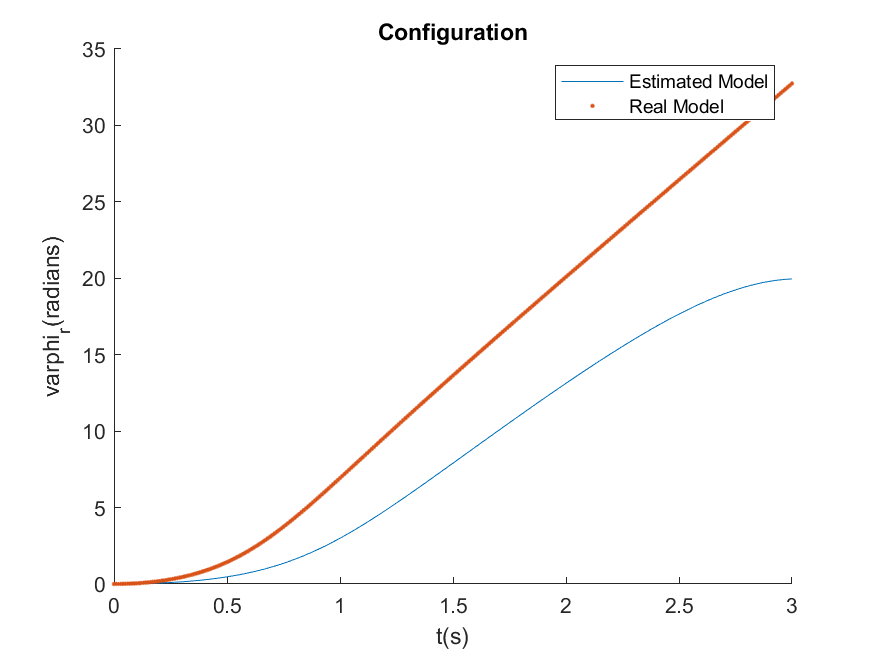 Configuration
35
30
25
20
15
10
5
0
varphi_r(radians)
Estimated Model
Real Model
0 0.5 1 1.5 2 2.5 3
t(s)